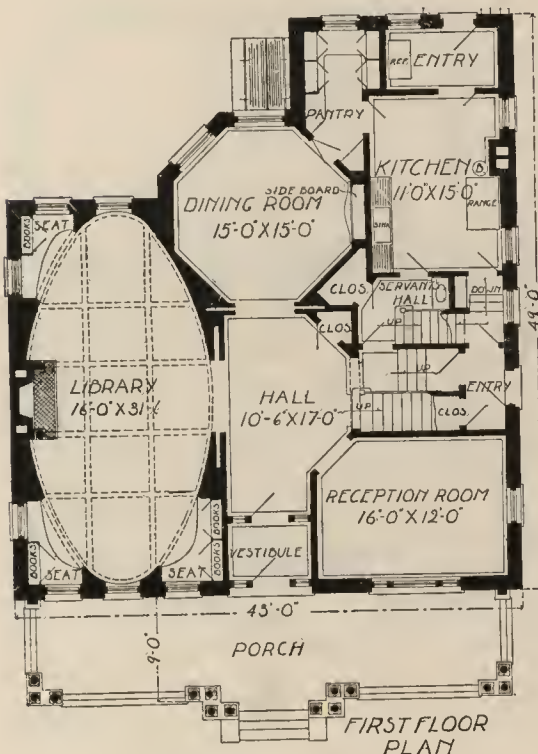 REF.
ENTRY
PANTRY
KITCHEN B
11'-0"X15'-0"
RANGE
SINK
SIDE BOARD
DINING ROOM
15'-0"X15'-0"
SEAT
BOOKS
CLOS.
SERVANTS
HALL
DOWN
UP
CLOS.
UP
ENTRY
UP
CLOS.
49'-0"
LIBRARY
16'-0"X31'-
HALL
10'-6"X17'-0"
RECEPTION ROOM
16'-0"X12'-0"
BOOKS
BOOKS
BOOKS
SEAT
SEAT
VESTIBULE
45'-0"
9'-0"
PORCH
FIRST FLOOR
PLAN